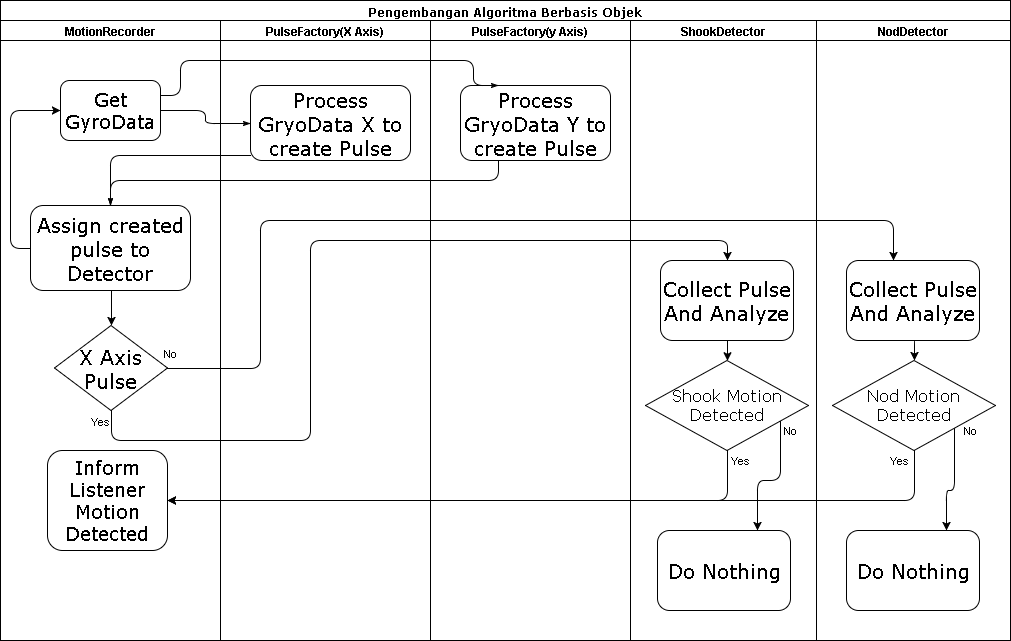 Pengembangan Algoritma Berbasis Objek
MotionRecorder
PulseFactory(X Axis)
PulseFactory(y Axis)
ShookDetector
NodDetector
Get
GyroData
Process
GryoData X to
create Pulse
Process
GryoData Y to
create Pulse
Assign created
pulse to
Detector
X Axis
Pulse
No
Yes
Collect Pulse
And Analyze
Collect Pulse
And Analyze
Shook Motion
Detected
No
Yes
Nod Motion
Detected
No
Yes
Inform
Listener
Motion
Detected
Do Nothing
Do Nothing